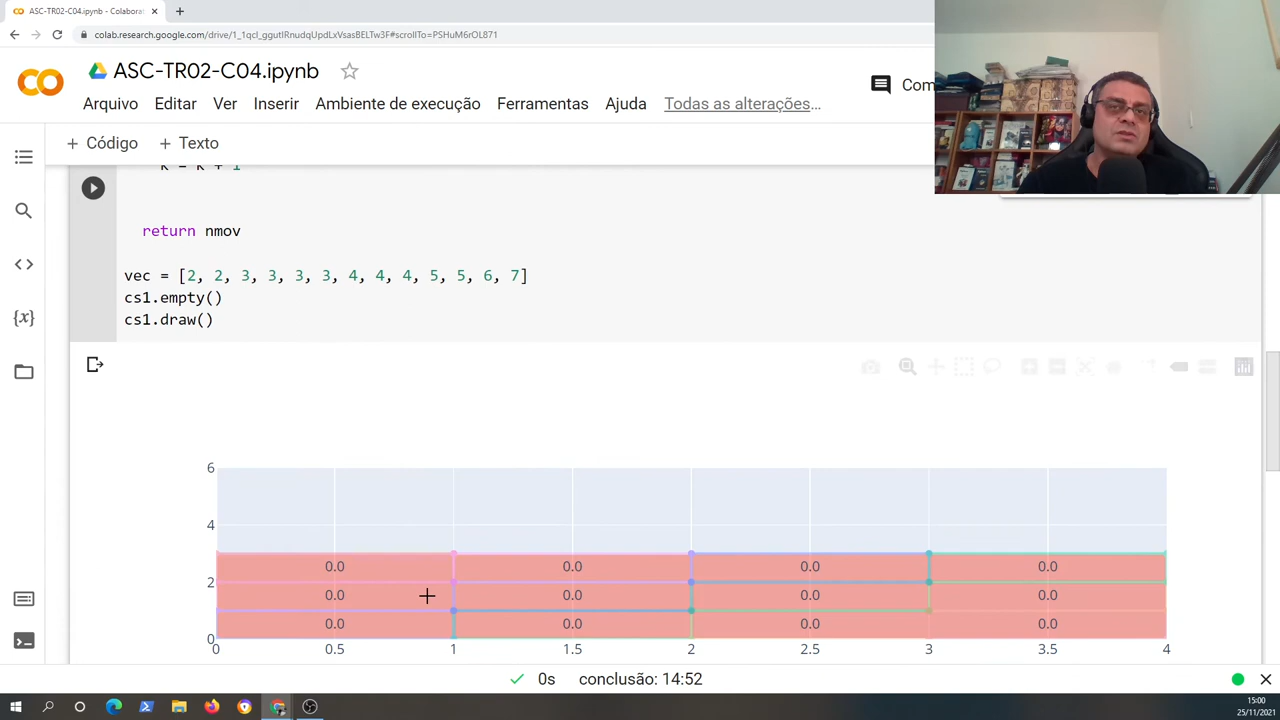 ASC-TR02-C04.ipynb - Colabora
colab.research.google.com/drive/1_1qcl_ggutIRnudqUpdLxVsasBELTw3F#scrollTo=PSHuM6rOL871
ASC-TR02-C04.ipynb
Com
Arquivo Editar Ver Inserir Ambiente de execução Ferramentas Ajuda Todas as alterações…
+ Código + Texto
k = k + 1
return nmov
vec = [2, 2, 3, 3, 3, 3, 4, 4, 4, 5, 5, 6, 7]
cs1.empty()
cs1.draw()
6
4
2
0
0.0 0.0 0.0 0.0
0.0 0.0 0.0 0.0
0.0 0.0 0.0 0.0
0 0.5 1 1.5 2 2.5 3 3.5 4
0s conclusão: 14:52
15:00
25/11/2021